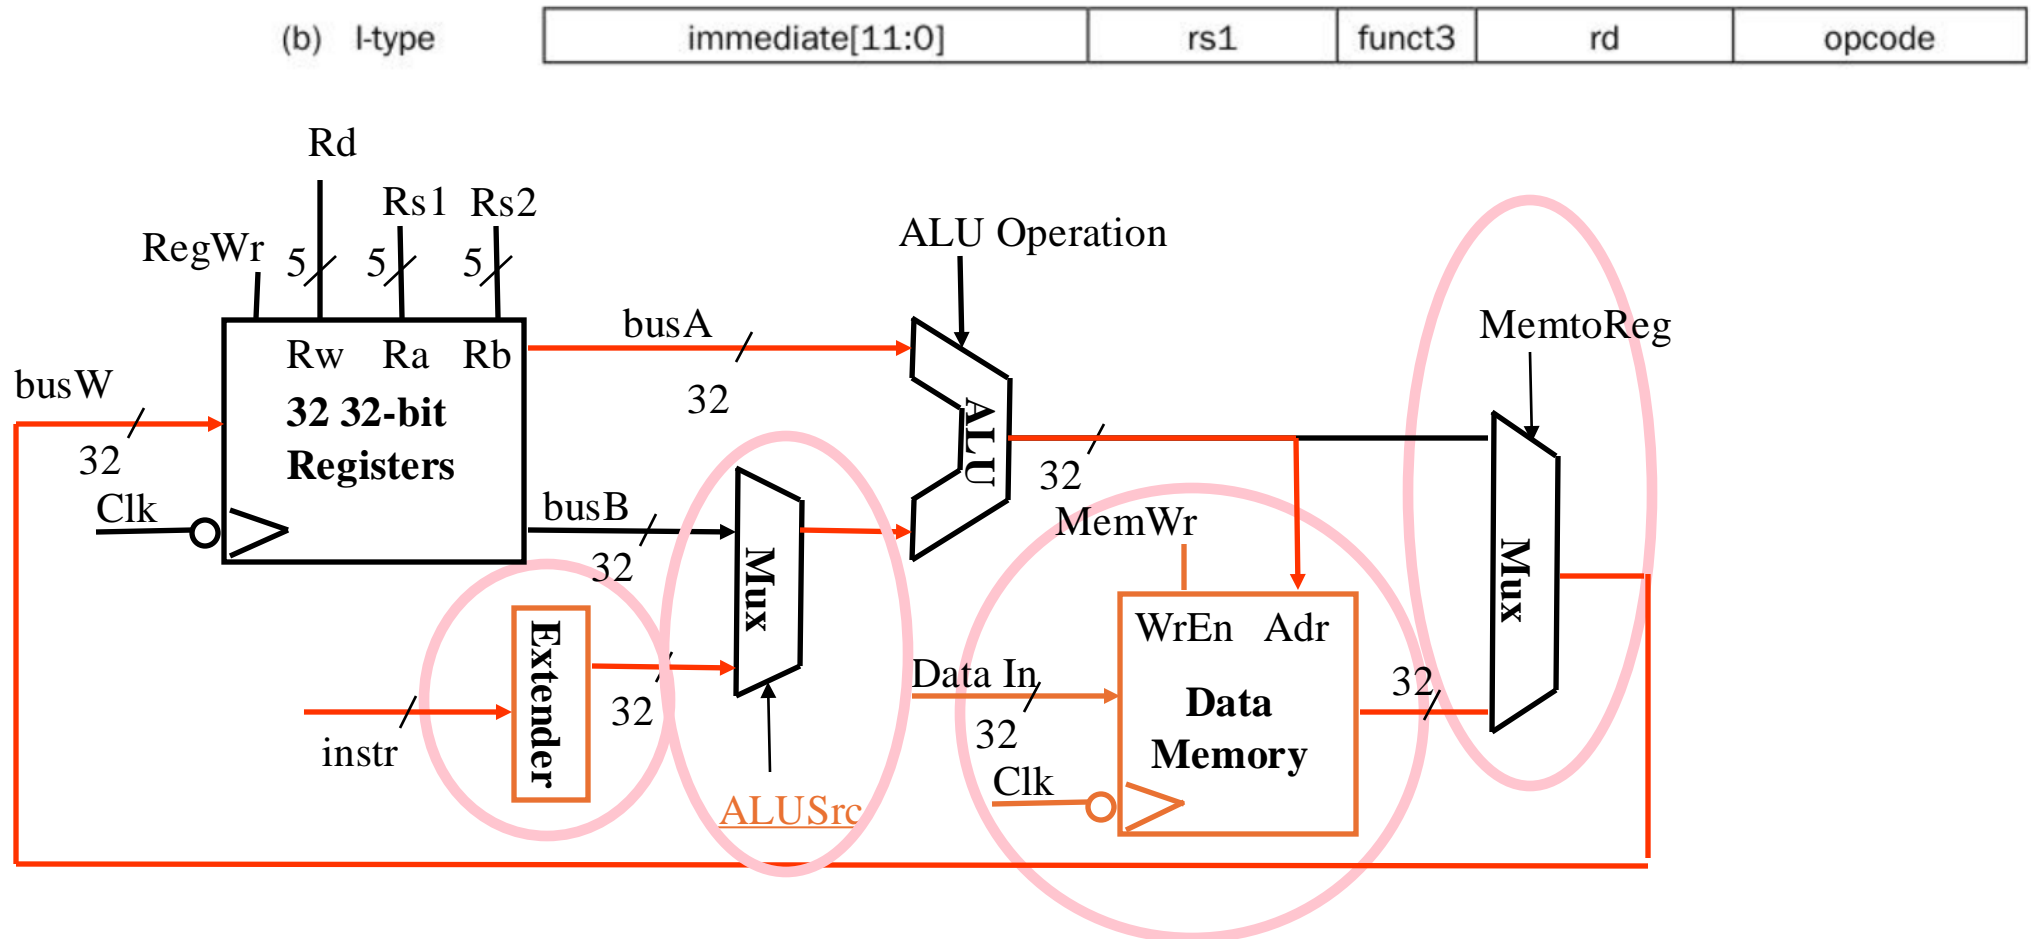 (b) I-type immediate[11:0] rs1 funct3 rd opcode
Rd
Rs1 Rs2
RegWr 5 5 5
ALU Operation
busA
32
MemtoReg
Rw Ra Rb
32 32-bit
Registers
busW
32
Clk
busB
32
ALU
32
Mux
Extender
instr
32
ALUSrc
MemWr
WrEn Adr
Data In
32
Data
Memory
Clk
32
Mux